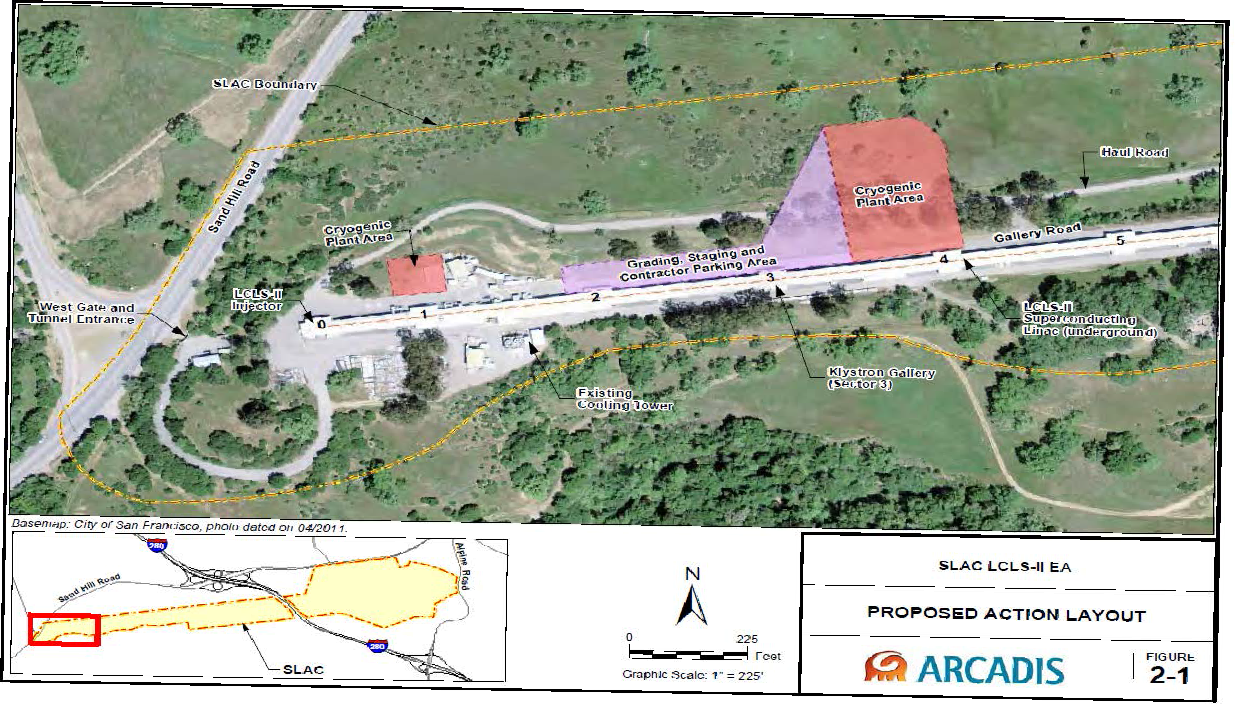 SLAC Boundary
Sand Hill Road
Haul Road
Cryogenic
Plant Area
Cryogenic
Plant Area
Gallery Road
Grading, Staging and
Contractor Parking Area
West Gate and
Tunnel Entrance
LCLS-II
Injector
0
1
2
3
4
5
LCLS-II
Superconducting
Linac (underground)
Klystron Gallery
(Sector 3)
Existing
Cooling Tower
Basemap: City of San Francisco, photo dated on 04/2011.
280
Sand Hill Road
Alpine Road
280
SLAC
N
0 225
Feet
Graphic Scale: 1" = 225'
SLAC LCLS-II EA
PROPOSED ACTION LAYOUT
ARCADIS
FIGURE
2-1